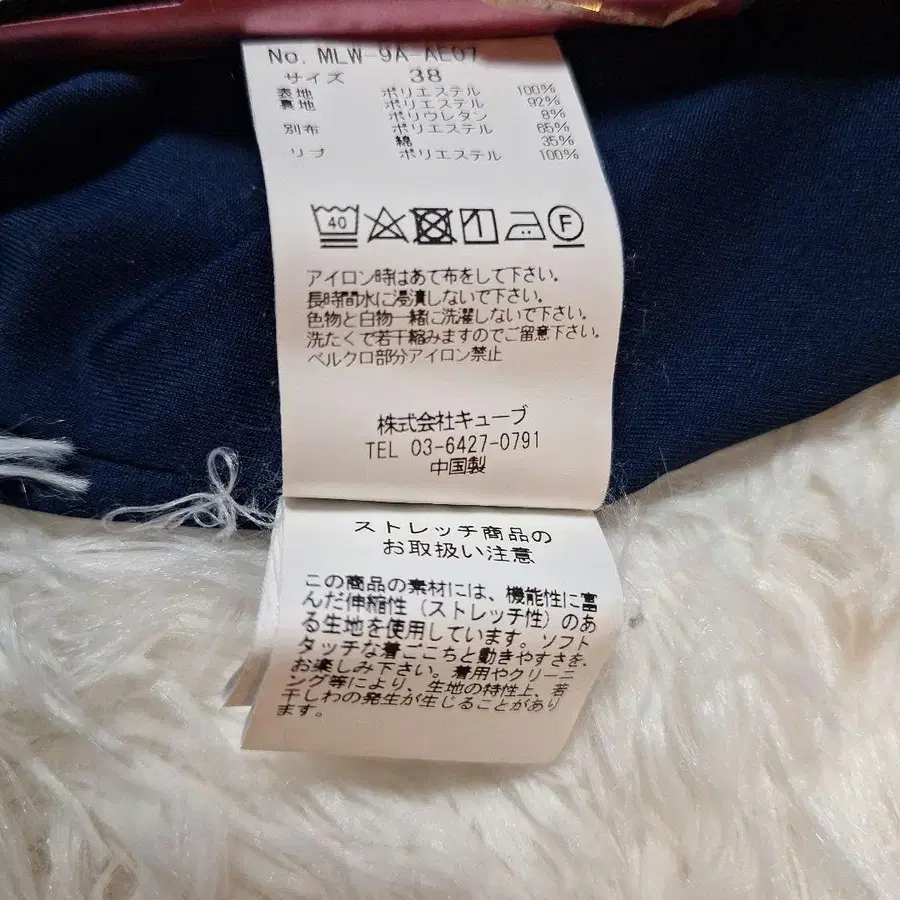 No. MLW-9A-AE07
サイズ 38
表地 ポリエステル 100%
裏地 ポリエステル 92%
ポリウレタン 8%
別布 ポリエステル 65%
綿 35%
リブ ポリエステル 100%
40 F
アイロン時はあて布をして下さい。
長時間水に浸漬しないで下さい。
色物と白物一緒に洗濯しないで下さい。
洗たくで若干縮みますのでご留意下さい。
ベルクロ部分アイロン禁止
株式会社キューブ
TEL 03-6427-0791
中国製
ストレッチ商品の
お取扱い注意
この商品の素材には、機能性に富
んだ伸縮性（ストレッチ性）のあ
る生地を使用しています。ソフト
タッチな着ごこちと動きやすさを、
お楽しみ下さい。着用やクリーニ
ング等により、生地の特性上、若
干しわの発生が生じることがあり
ます。